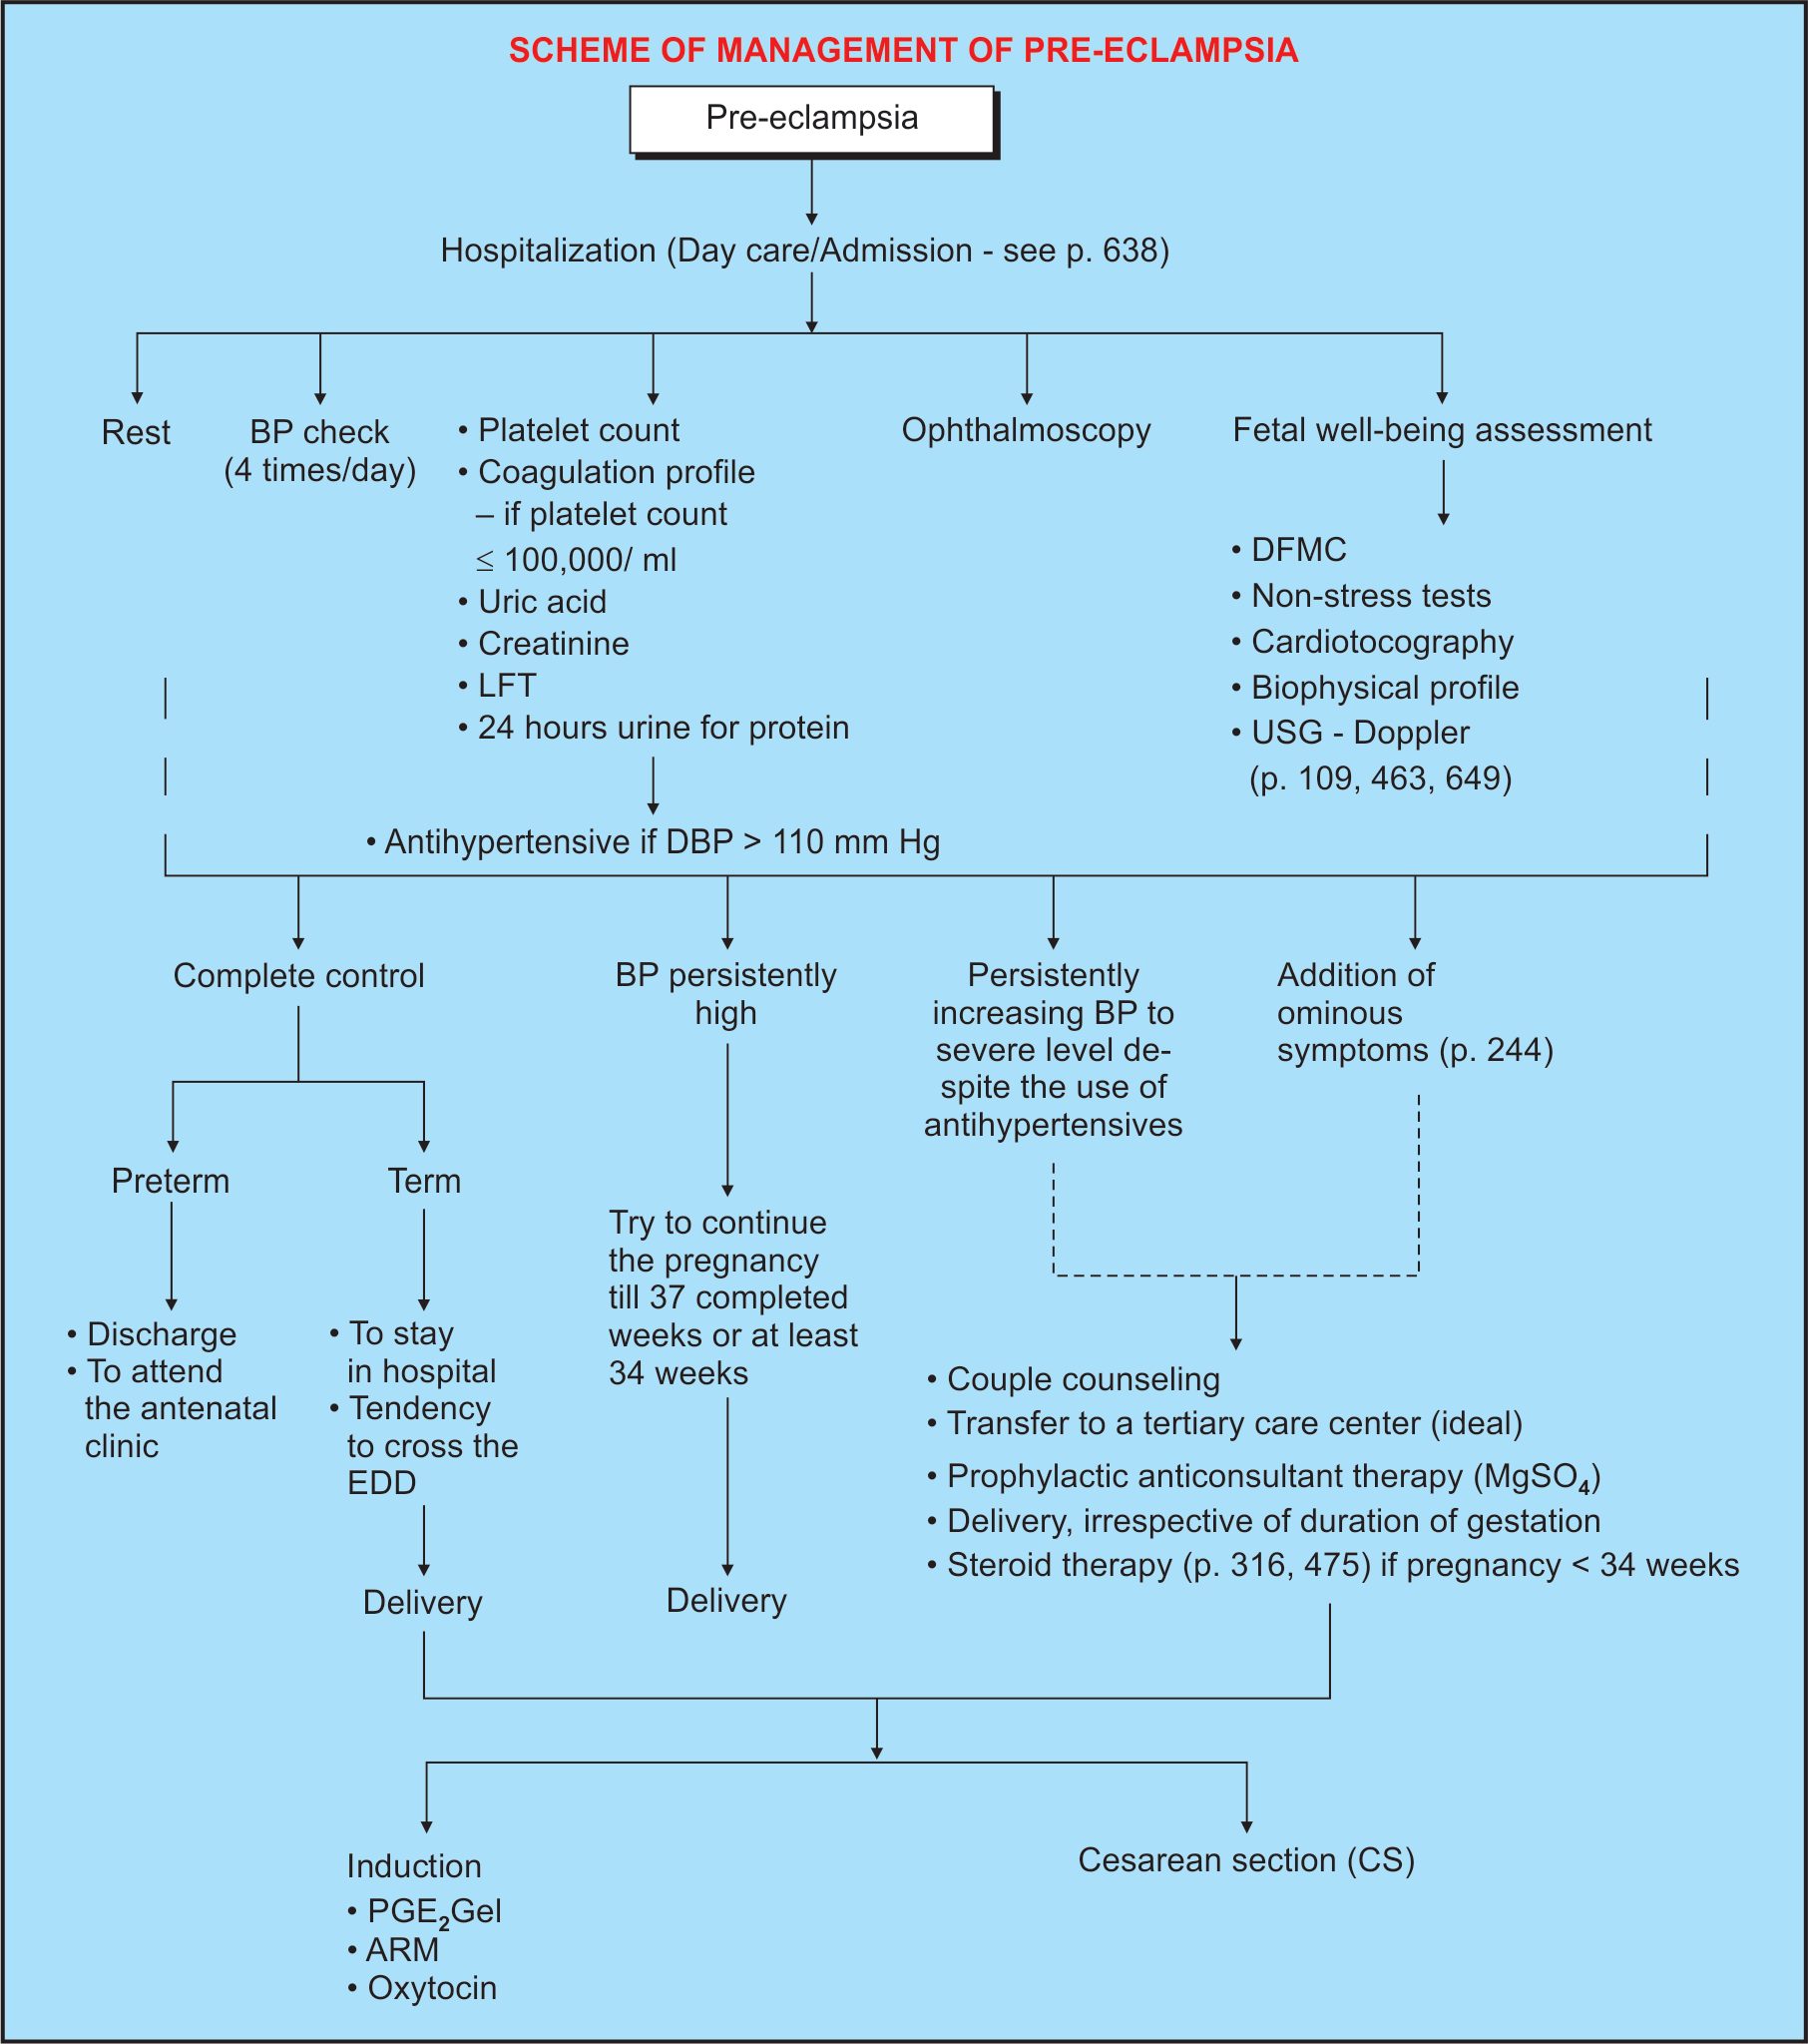 SCHEME OF MANAGEMENT OF PRE-ECLAMPSIA
Pre-eclampsia
Hospitalization (Day care/Admission - see p. 638)
Rest
BP check
(4 times/day)
• Platelet count
• Coagulation profile
– if platelet count
≤ 100,000/ ml
• Uric acid
• Creatinine
• LFT
• 24 hours urine for protein
Ophthalmoscopy
Fetal well-being assessment
• DFMC
• Non-stress tests
• Cardiotocography
• Biophysical profile
• USG - Doppler
(p. 109, 463, 649)
• Antihypertensive if DBP > 110 mm Hg
Complete control
Preterm
• Discharge
• To attend
the antenatal
clinic
Term
• To stay
in hospital
• Tendency
to cross the
EDD
Delivery
BP persistently
high
Try to continue
the pregnancy
till 37 completed
weeks or at least
34 weeks
Delivery
Persistently
increasing BP to
severe level de-
spite the use of
antihypertensives
Addition of
ominous
symptoms (p. 244)
• Couple counseling
• Transfer to a tertiary care center (ideal)
• Prophylactic anticonsultant therapy (MgSO₄)
• Delivery, irrespective of duration of gestation
• Steroid therapy (p. 316, 475) if pregnancy < 34 weeks
Induction
• PGE₂Gel
• ARM
• Oxytocin
Cesarean section (CS)